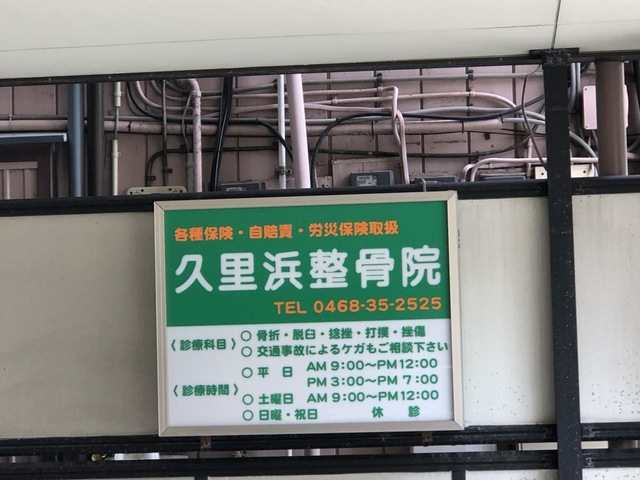 各種保険・自賠責・労災保険取扱
久里浜整骨院
TEL 0468-35-2525
〈診療科目〉 ○ 骨折・脱臼・捻挫・打撲・挫傷
○ 交通事故によるケガもご相談下さい
〈診療時間〉 ○ 平 日 AM 9:00〜PM 12:00
PM 3:00〜PM 7:00
○ 土曜日 AM 9:00〜PM 12:00
○ 日曜・祝日 休 診